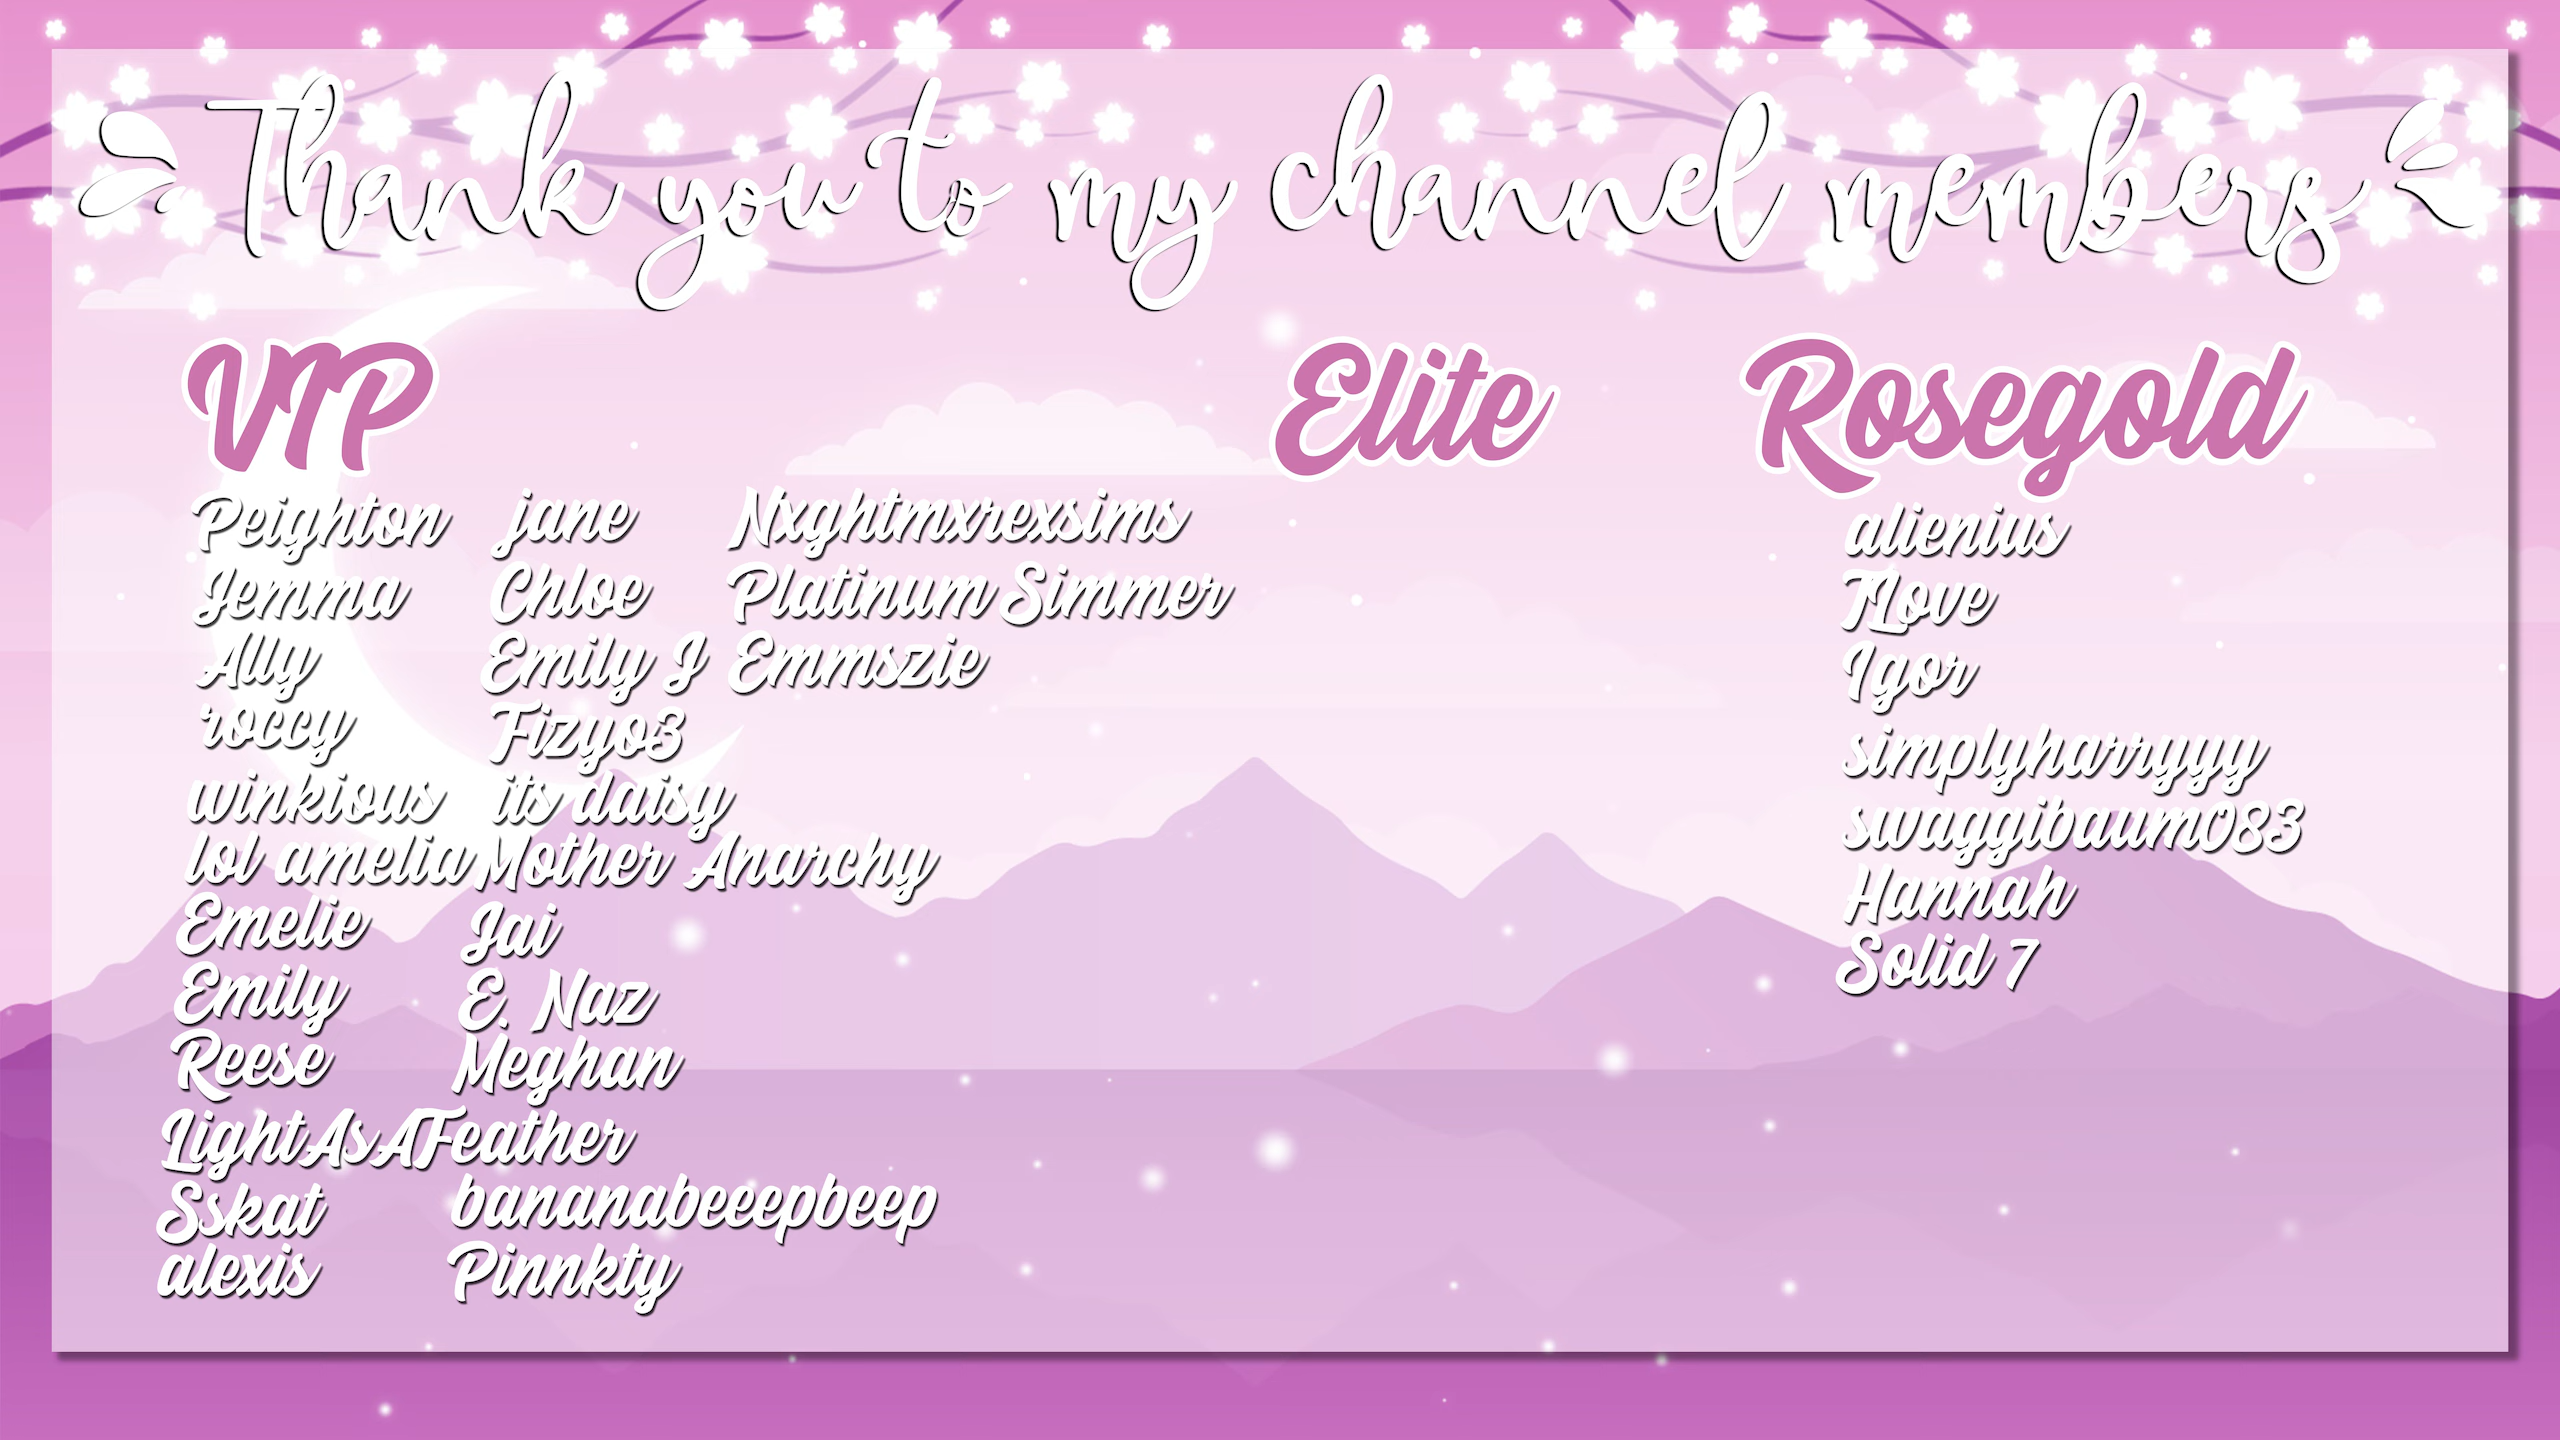 Thank you to my channel members
VIP
Elite
Rosegold
Peighton
Jemma
Ally
roccy
winkious
lol amelia
Emelie
Emily
Reese
LightAsAFeather
Sskat
alexis
jane
Chloe
Emily J
Fizyo3
its daisy
Mother Anarchy
Jai
E. Naz
Meghan
bananabeeepbeep
Pinnkty
Nxghtmxrexsims
Platinum Simmer
Emmszie
alienius
TLove
Igor
simplyharryyy
swaggibaum083
Hannah
Solid 7